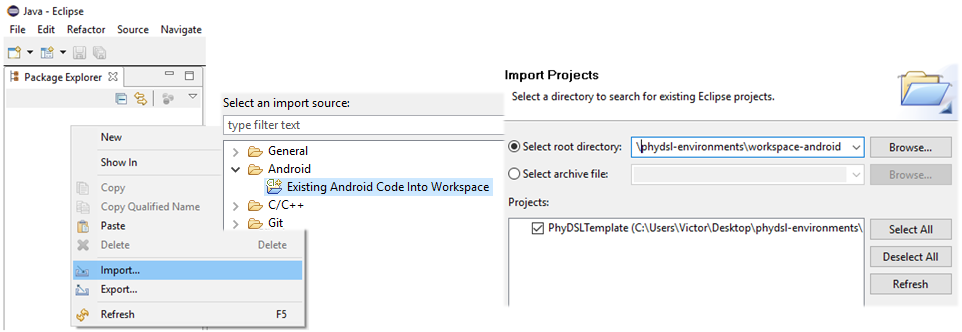 Java - Eclipse
File Edit Refactor Source Navigate
Package Explorer
New
Show In
Copy
Copy Qualified Name
Paste
Delete Delete
Import...
Export...
Refresh F5
Select an import source:
type filter text
General
Android
Existing Android Code Into Workspace
C/C++
Git
Import Projects
Select a directory to search for existing Eclipse projects.
Select root directory: \phydsl-environments\workspace-android Browse...
Select archive file: Browse...
Projects:
PhyDSLTemplate (C:\Users\Victor\Desktop\phydsl-environments\
Select All
Deselect All
Refresh